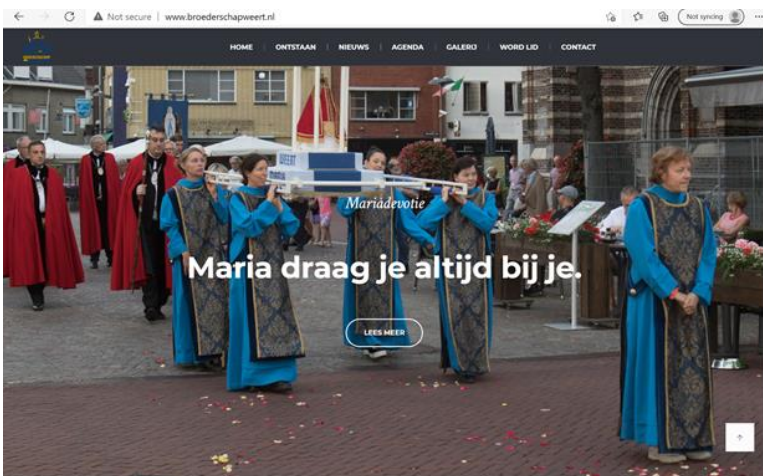 Not secure | www.broederschapweert.nl
Not syncing
HOME ONTSTAAN NIEUWS AGENDA GALERIJ WORD LID CONTACT
WEERT
Mariadevotie
Maria draag je altijd bij je.
LEES MEER